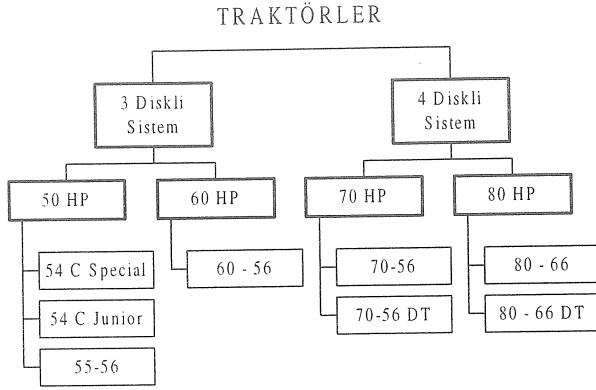 TRAKTÖRLER
3 Diskli
Sistem
4 Diskli
Sistem
50 HP
60 HP
70 HP
80 HP
54 C Special
60 - 56
70-56
80 - 66
54 C Junior
70-56 DT
80 - 66 DT
55-56